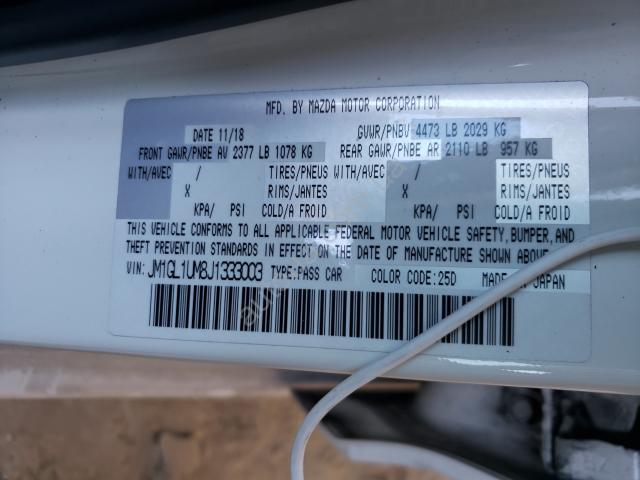 MFD. BY MAZDA MOTOR CORPORATION
DATE 11/18 GVWR/PNBV 4473 LB 2029 KG
FRONT GAWR/PNBE AV 2377 LB 1078 KG REAR GAWR/PNBE AR 2110 LB 957 KG
WITH/AVEC / TIRES/PNEUS WITH/AVEC / TIRES/PNEUS
X RIMS/JANTES X RIMS/JANTES
KPA/ PSI COLD/A FROID KPA/ PSI COLD/A FROID
THIS VEHICLE CONFORMS TO ALL APPLICABLE FEDERAL MOTOR VEHICLE SAFETY, BUMPER, AND
THEFT PREVENTION STANDARDS IN EFFECT ON THE DATE OF MANUFACTURE SHOWN ABOVE.
VIN: JM1GL1UM8J1333003 TYPE:PASS CAR COLOR CODE:25D MADE IN JAPAN